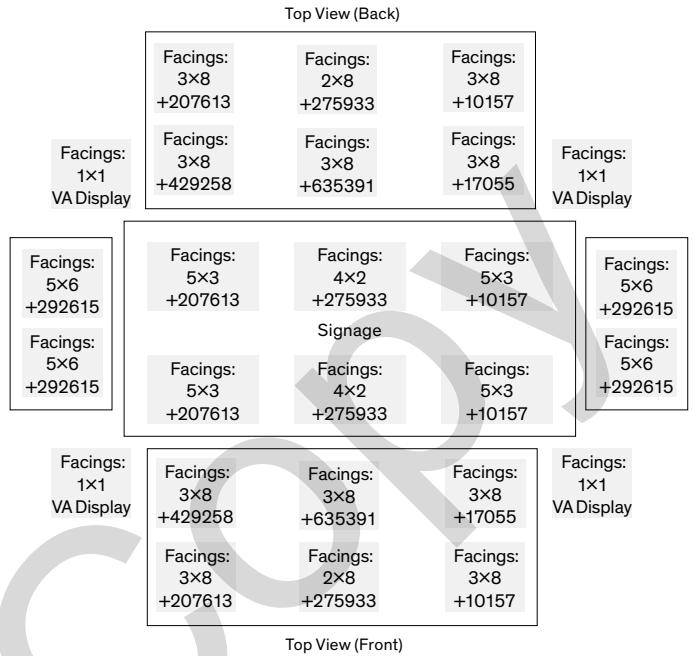 Top View (Back)
Facings: Facings: Facings:
3×8 2×8 3×8
+207613 +275933 +10157
Facings: Facings: Facings:
3×8 3×8 3×8
+429258 +635391 +17055
Facings: Facings:
1×1 1×1
VA Display VA Display
Facings: Facings: Facings: Facings: Facings:
5×6 5×3 4×2 5×3 5×6
+292615 +207613 +275933 +10157 +292615
Signage
Facings: Facings: Facings: Facings: Facings:
5×6 5×3 4×2 5×3 5×6
+292615 +207613 +275933 +10157 +292615
Facings: Facings:
1×1 1×1
VA Display VA Display
Facings: Facings: Facings:
3×8 3×8 3×8
+429258 +635391 +17055
Facings: Facings: Facings:
3×8 2×8 3×8
+207613 +275933 +10157
Top View (Front)
Copy